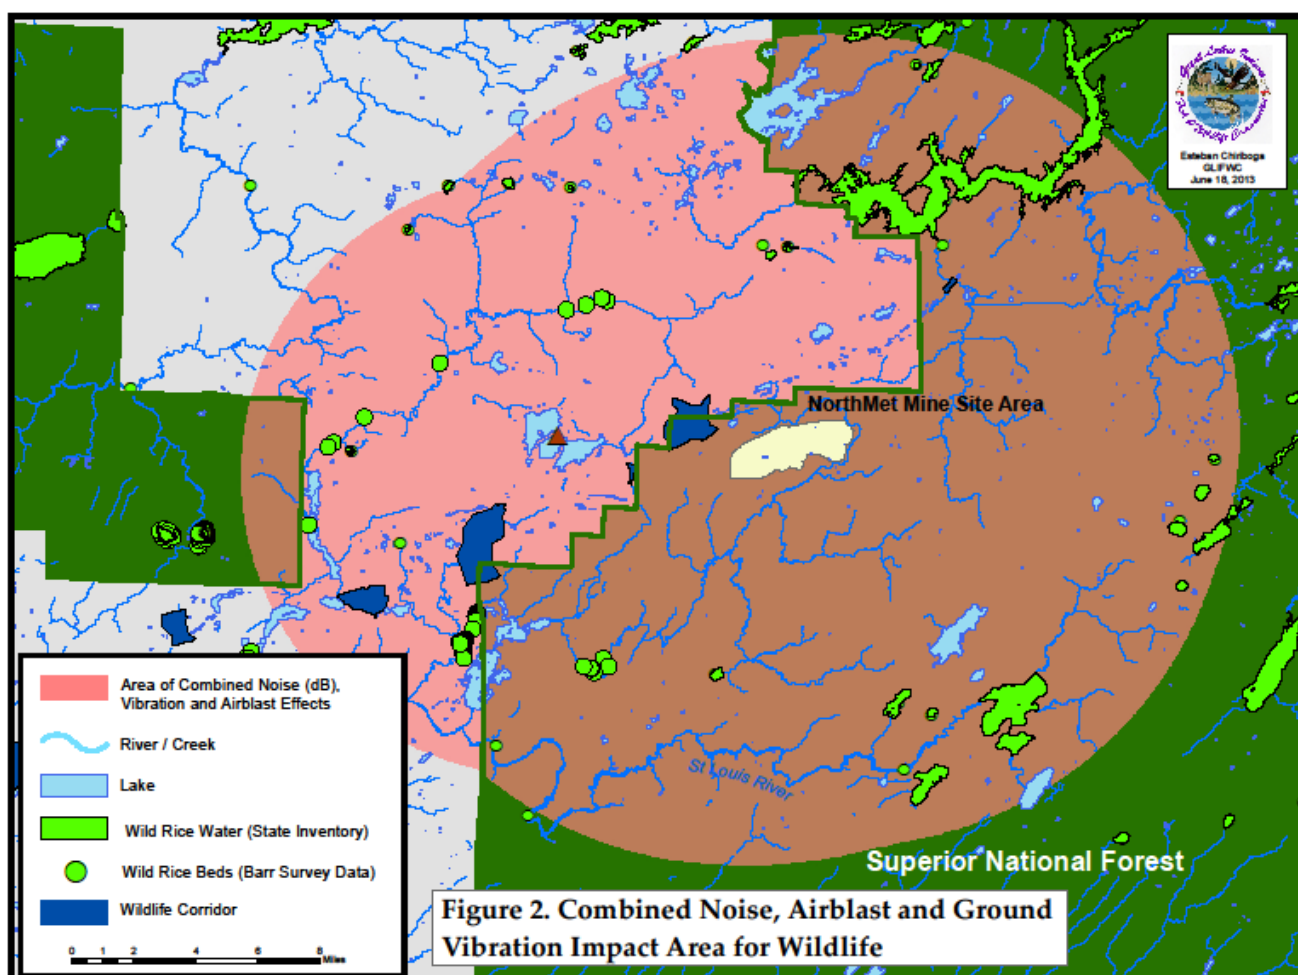 Esteban Chiriboga
GLIFWC
June 18, 2013
NorthMet Mine Site Area
St Louis River
Superior National Forest
Area of Combined Noise (dB),
Vibration and Airblast Effects
River / Creek
Lake
Wild Rice Water (State Inventory)
Wild Rice Beds (Barr Survey Data)
Wildlife Corridor
0 1 2 4 6 8
Miles
Figure 2. Combined Noise, Airblast and Ground
Vibration Impact Area for Wildlife